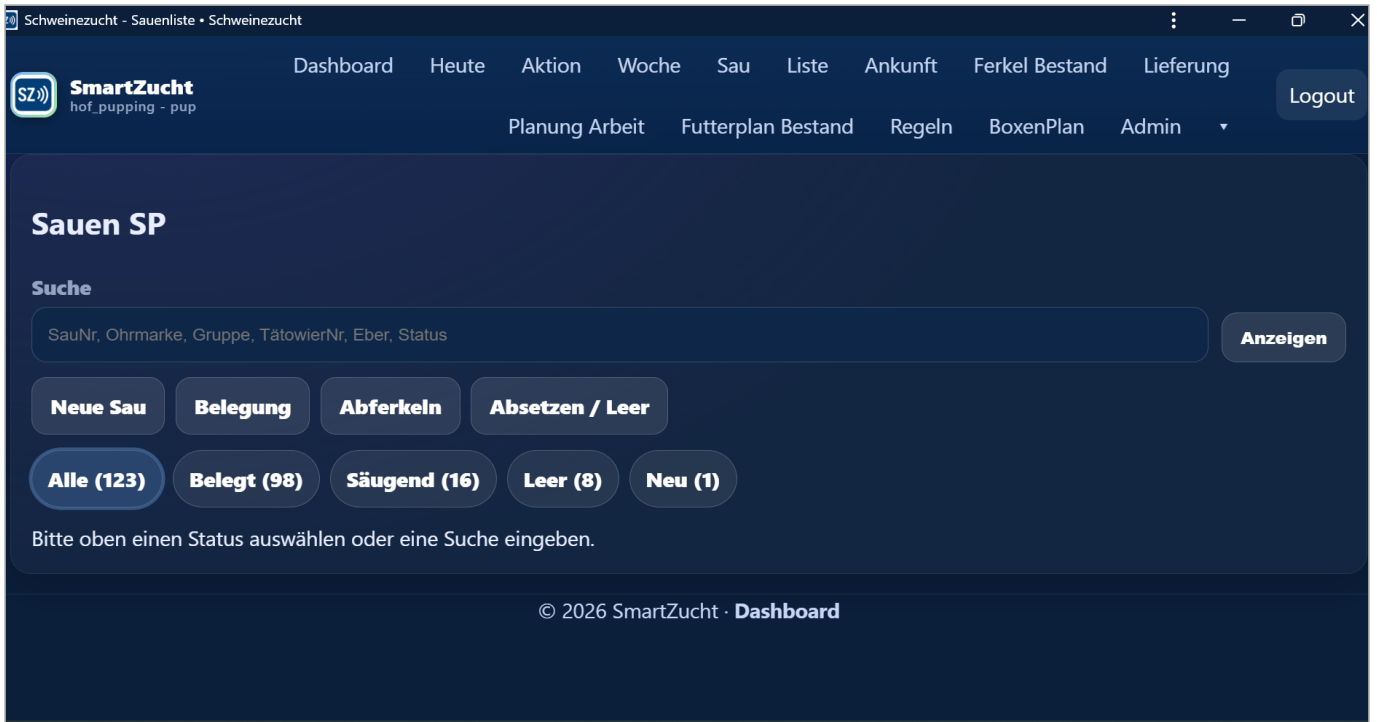 Schweinezucht - Sauenliste • Schweinezucht
SZ
SmartZucht
hof_pupping - pup
Dashboard Heute Aktion Woche Sau Liste Ankunft Ferkel Bestand Lieferung
Planung Arbeit Futterplan Bestand Regeln BoxenPlan Admin ▾
Logout
Sauen SP
Suche
SauNr, Ohrmarke, Gruppe, TätowierNr, Eber, Status
Anzeigen
Neue Sau Belegung Abferkeln Absetzen / Leer
Alle (123) Belegt (98) Säugend (16) Leer (8) Neu (1)
Bitte oben einen Status auswählen oder eine Suche eingeben.
© 2026 SmartZucht · Dashboard